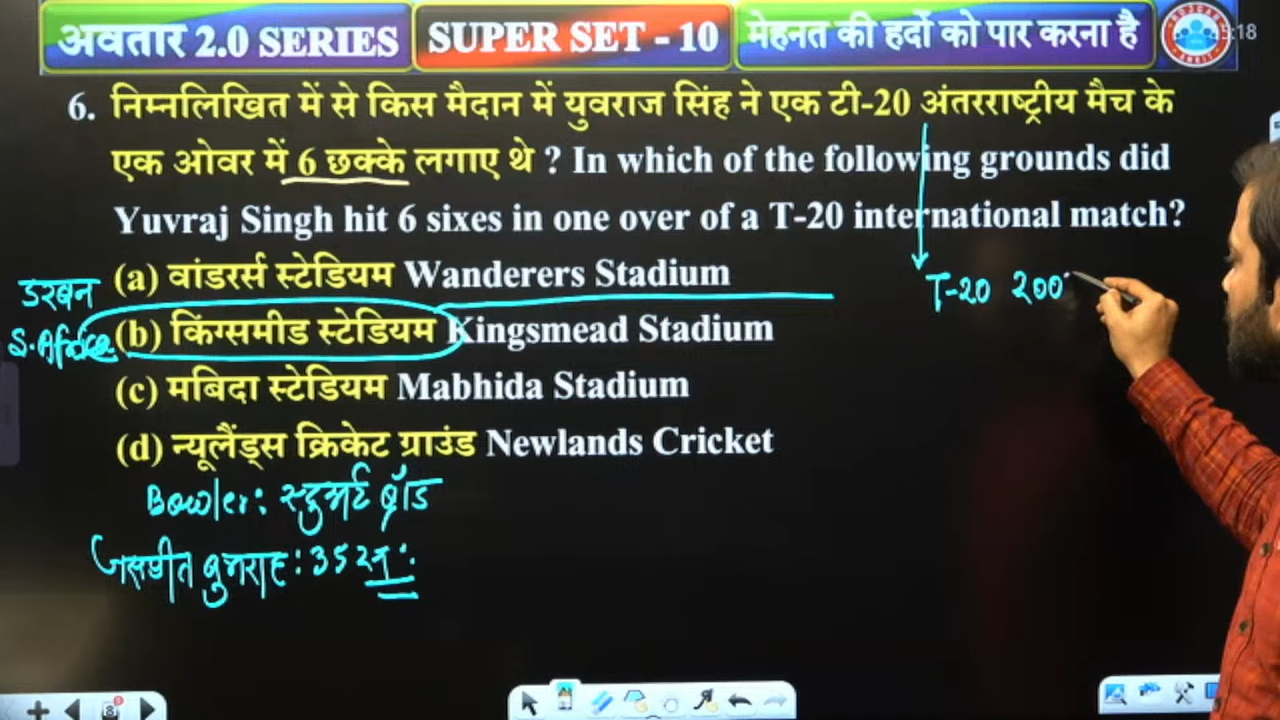 अवतार 2.0 SERIES
SUPER SET - 10
मेहनत की हदों को पार करना है
:18
6. निम्नलिखित में से किस मैदान में युवराज सिंह ने एक टी-20 अंतरराष्ट्रीय मैच के
एक ओवर में 6 छक्के लगाए थे ? In which of the following grounds did
Yuvraj Singh hit 6 sixes in one over of a T-20 international match?
(a) वांडरर्स स्टेडियम Wanderers Stadium
T-20 200
डरबन
(b) किंग्समीड स्टेडियम Kingsmead Stadium
S.Africa
(c) मबिदा स्टेडियम Mabhida Stadium
(d) न्यूलैंड्स क्रिकेट ग्राउंड Newlands Cricket
Bowler: स्टुअर्ट ब्रॉड
जसप्रीत बुमराह: 35 रन